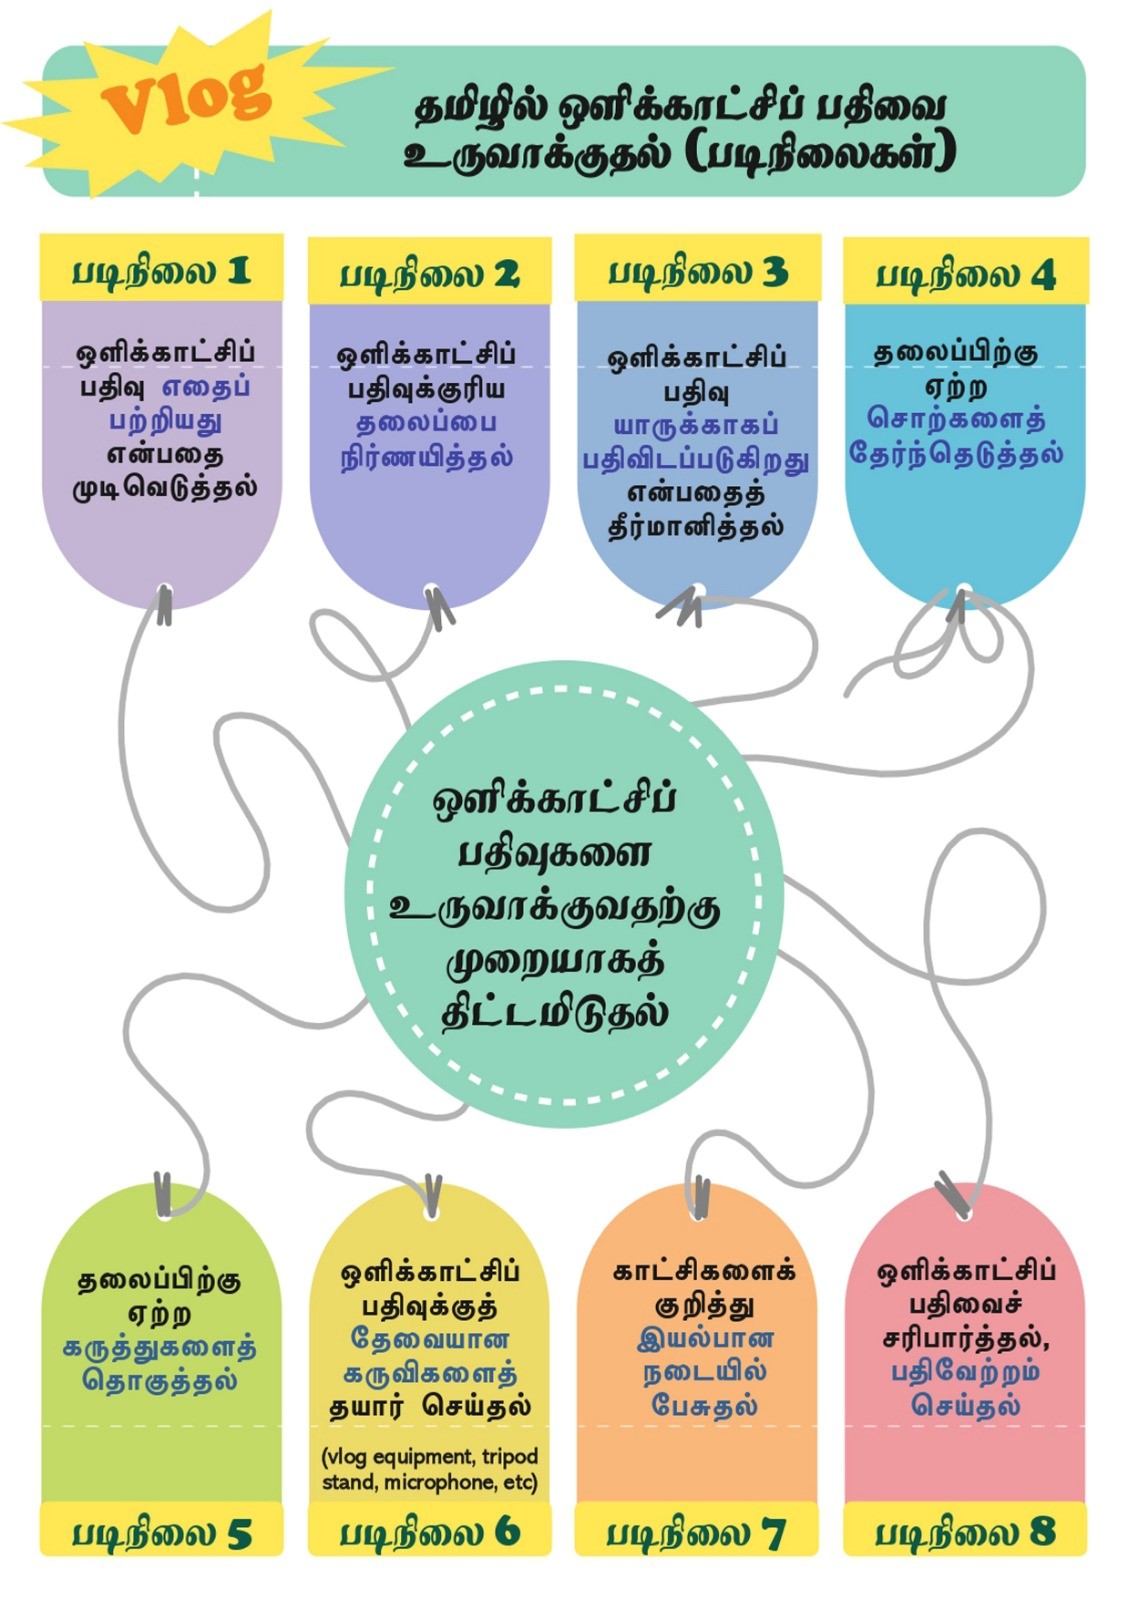 Vlog
தமிழில் ஒளிக்காட்சிப் பதிவை
உருவாக்குதல் (படிநிலைகள்)
படிநிலை 1
ஒளிக்காட்சிப்
பதிவு எதைப்
பற்றியது
என்பதை
முடிவெடுத்தல்
படிநிலை 2
ஒளிக்காட்சிப்
பதிவுக்குரிய
தலைப்பை
நிர்ணயித்தல்
படிநிலை 3
ஒளிக்காட்சிப்
பதிவு
யாருக்காகப்
பதிவிடப்படுகிறது
என்பதைத்
தீர்மானித்தல்
படிநிலை 4
தலைப்பிற்கு
ஏற்ற
சொற்களைத்
தேர்ந்தெடுத்தல்
ஒளிக்காட்சிப்
பதிவுகளை
உருவாக்குவதற்கு
முறையாகத்
திட்டமிடுதல்
தலைப்பிற்கு
ஏற்ற
கருத்துகளைத்
தொகுத்தல்
படிநிலை 5
ஒளிக்காட்சிப்
பதிவுக்குத்
தேவையான
கருவிகளைத்
தயார் செய்தல்
(vlog equipment, tripod
stand, microphone, etc)
படிநிலை 6
காட்சிகளைக்
குறித்து
இயல்பான
நடையில்
பேசுதல்
படிநிலை 7
ஒளிக்காட்சிப்
பதிவைச்
சரிபார்த்தல்,
பதிவேற்றம்
செய்தல்
படிநிலை 8